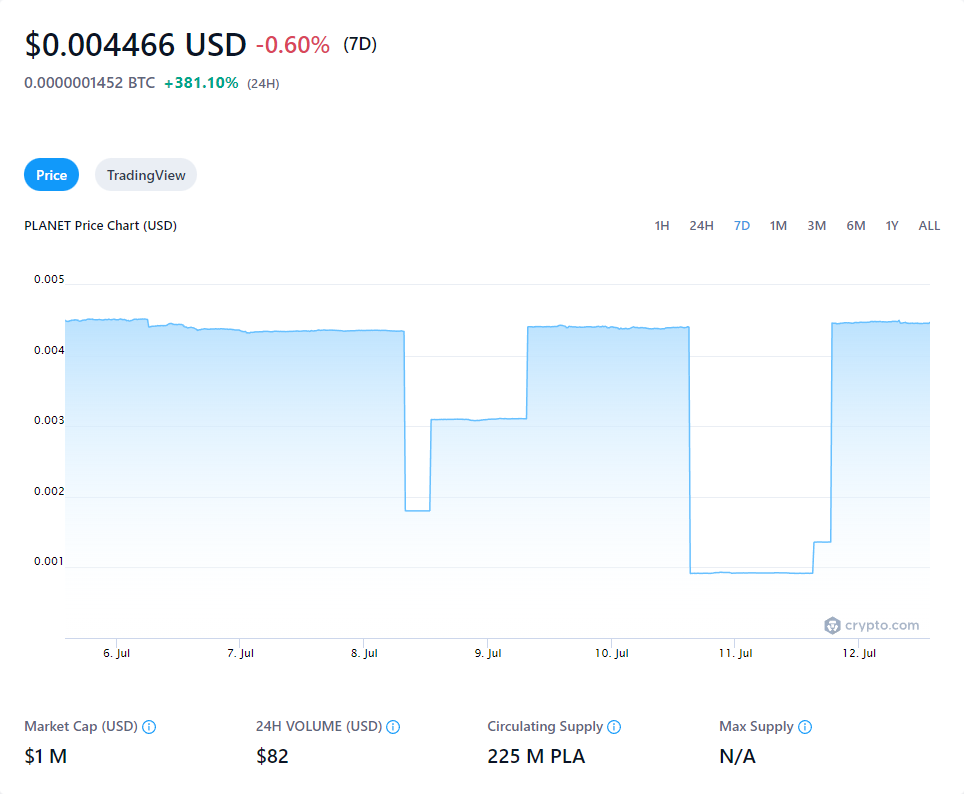 $0.004466 USD -0.60% (7D)
0.0000001452 BTC +381.10% (24H)
Price TradingView
PLANET Price Chart (USD) 1H 24H 7D 1M 3M 6M 1Y ALL
0.005
0.004
0.003
0.002
0.001
crypto.com
6. Jul 7. Jul 8. Jul 9. Jul 10. Jul 11. Jul 12. Jul
Market Cap (USD) 24H VOLUME (USD) Circulating Supply Max Supply
$1 M $82 225 M PLA N/A